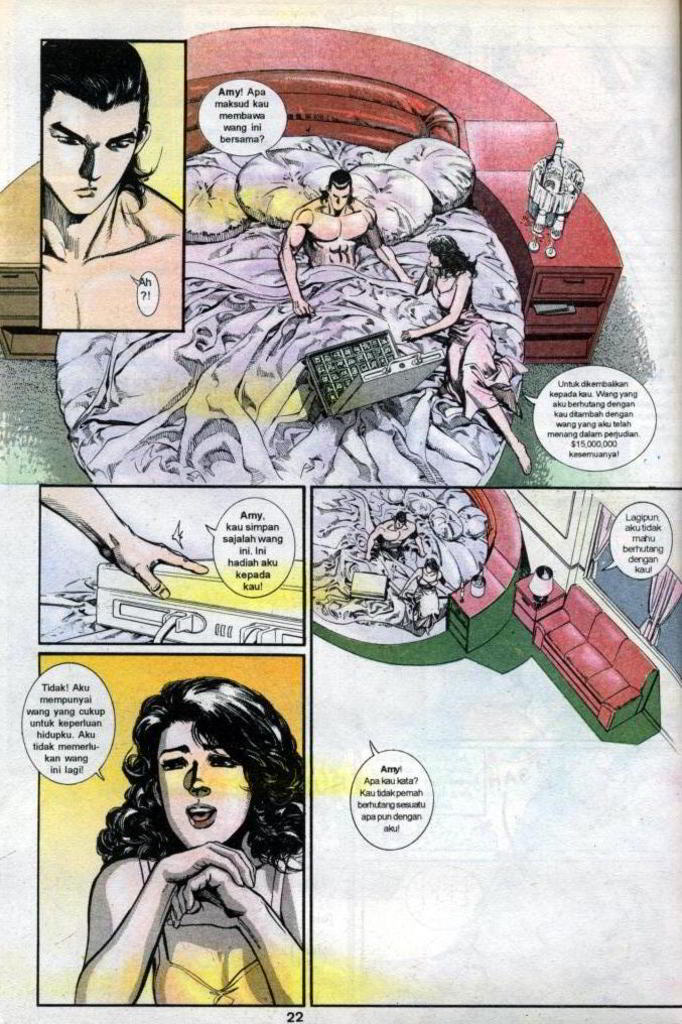 Ah
?!
Amy! Apa
maksud kau
membawa
wang ini
bersama?
Untuk dikembalikan
kepada kau. Wang yang
aku berhutang dengan
kau ditambah dengan
wang yang aku telah
menang dalam perjudian.
$15,000,000
kesemuanya!
Amy,
kau simpan
sajalah wang
ini. Ini
hadiah aku
kepada
kau!
Lagipun,
aku tidak
mahu
berhutang
dengan
kau!
Tidak! Aku
mempunyai
wang yang cukup
untuk keperluan
hidupku. Aku
tidak memerlu-
kan wang
ini lagi!
Amy!
Apa kau kata?
Kau tidak pernah
berhutang sesuatu
apa pun dengan
aku!
22